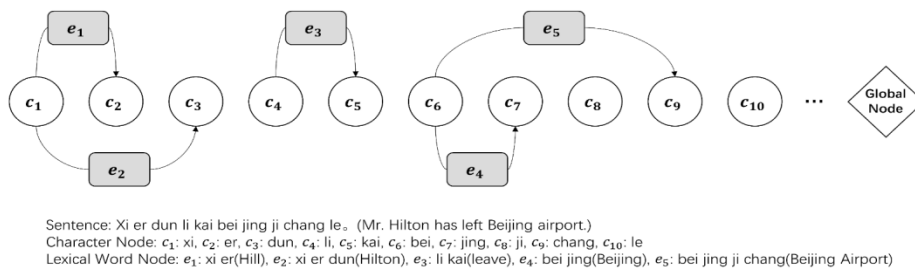 e1 e3 e5
c1 c2 c3 c4 c5 c6 c7 c8 c9 c10 ... Global
Node
e2 e4
Sentence: Xi er dun li kai bei jing ji chang le。(Mr. Hilton has left Beijing airport.)
Character Node: c1: xi, c2: er, c3: dun, c4: li, c5: kai, c6: bei, c7: jing, c8: ji, c9: chang, c10: le
Lexical Word Node: e1: xi er(Hill), e2: xi er dun(Hilton), e3: li kai(leave), e4: bei jing(Beijing), e5: bei jing ji chang(Beijing Airport)